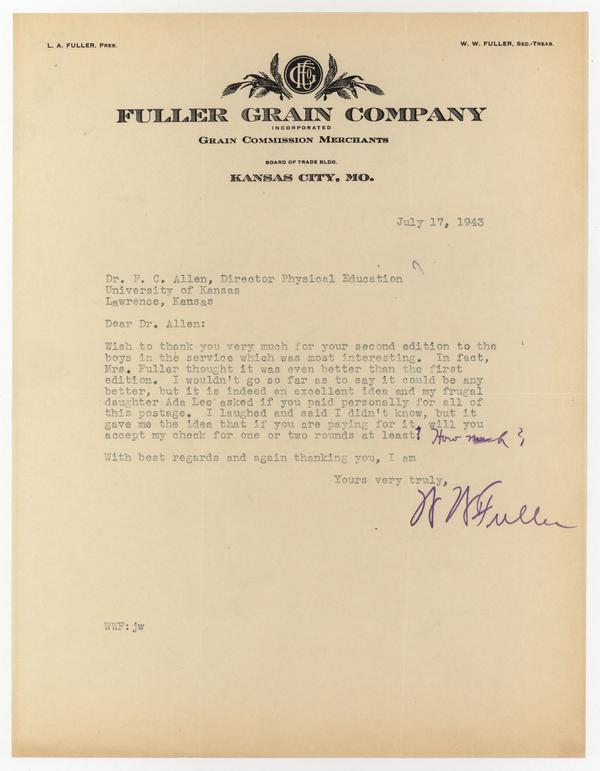 L. A. FULLER, PRES.
W. W. FULLER, SEC.-TREAS.
FULLER GRAIN COMPANY
INCORPORATED
GRAIN COMMISSION MERCHANTS
BOARD OF TRADE BLDG.
KANSAS CITY, MO.
July 17, 1943
Dr. F. C. Allen, Director Physical Education
University of Kansas
Lawrence, Kansas
Dear Dr. Allen:
Wish to thank you very much for your second edition to the
boys in the service which was most interesting. In fact,
Mrs. Fuller thought it was even better than the first
edition. I wouldn't go so far as to say it could be any
better, but it is indeed an excellent idea and my frugal
daughter Ada Lee asked if you paid personally for all of
this postage. I laughed and said I didn't know, but it
gave me the idea that if you are paying for it, will you
accept my check for one or two rounds at least? How much?
With best regards and again thanking you, I am
Yours very truly,
W W Fuller
WWF:jw